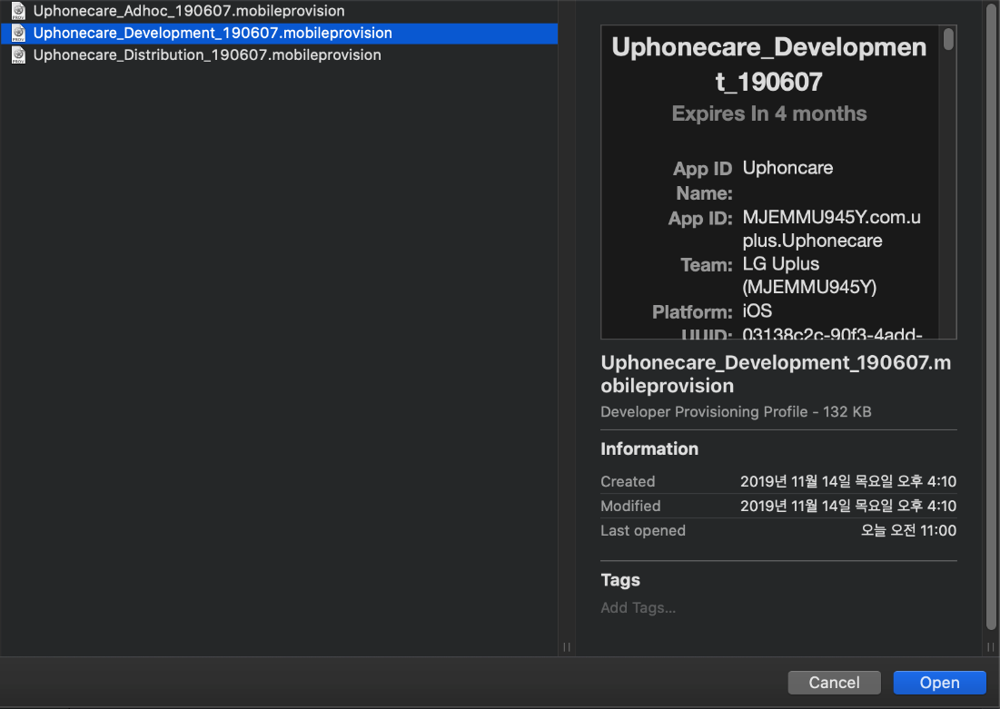 Uphonecare_Adhoc_190607.mobileprovision
Uphonecare_Development_190607.mobileprovision
Uphonecare_Distribution_190607.mobileprovision
Uphonecare_Developmen
t_190607
Expires In 4 months
App ID Uphoncare
Name:
App ID: MJEMMU945Y.com.u
plus.Uphonecare
Team: LG Uplus
(MJEMMU945Y)
Platform: iOS
UUID: 03138c2c-90f3-4add-
Uphonecare_Development_190607.m
obileprovision
Developer Provisioning Profile - 132 KB
Information
Created 2019년 11월 14일 목요일 오후 4:10
Modified 2019년 11월 14일 목요일 오후 4:10
Last opened 오늘 오전 11:00
Tags
Add Tags...
Cancel Open